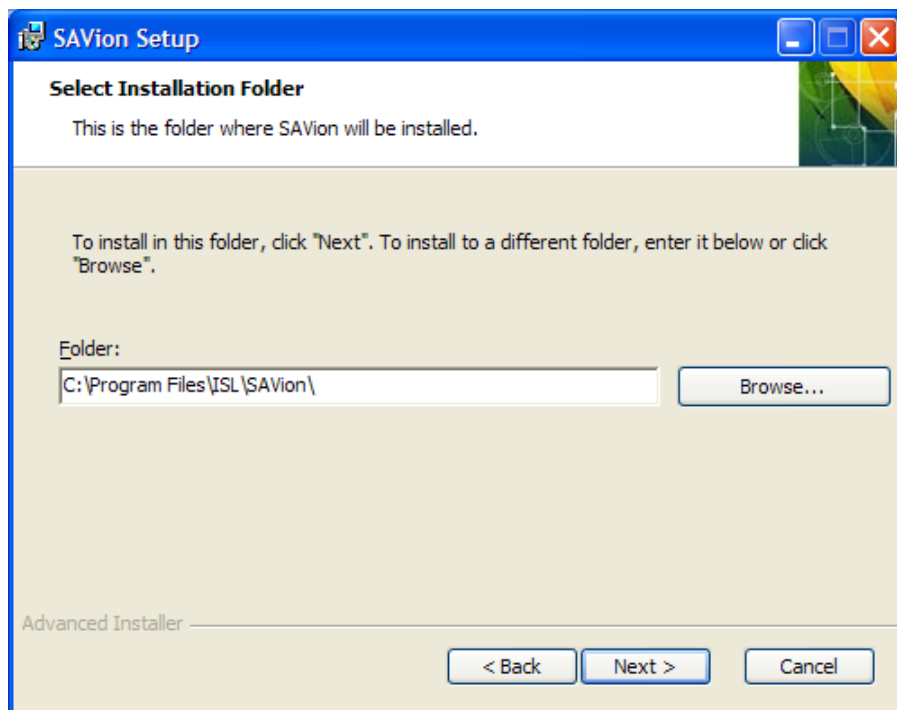 SAVion Setup
Select Installation Folder
This is the folder where SAVion will be installed.
To install in this folder, click "Next". To install to a different folder, enter it below or click
"Browse".
Folder:
C:\Program Files\ISL\SAVion\
Browse...
Advanced Installer
< Back
Next >
Cancel